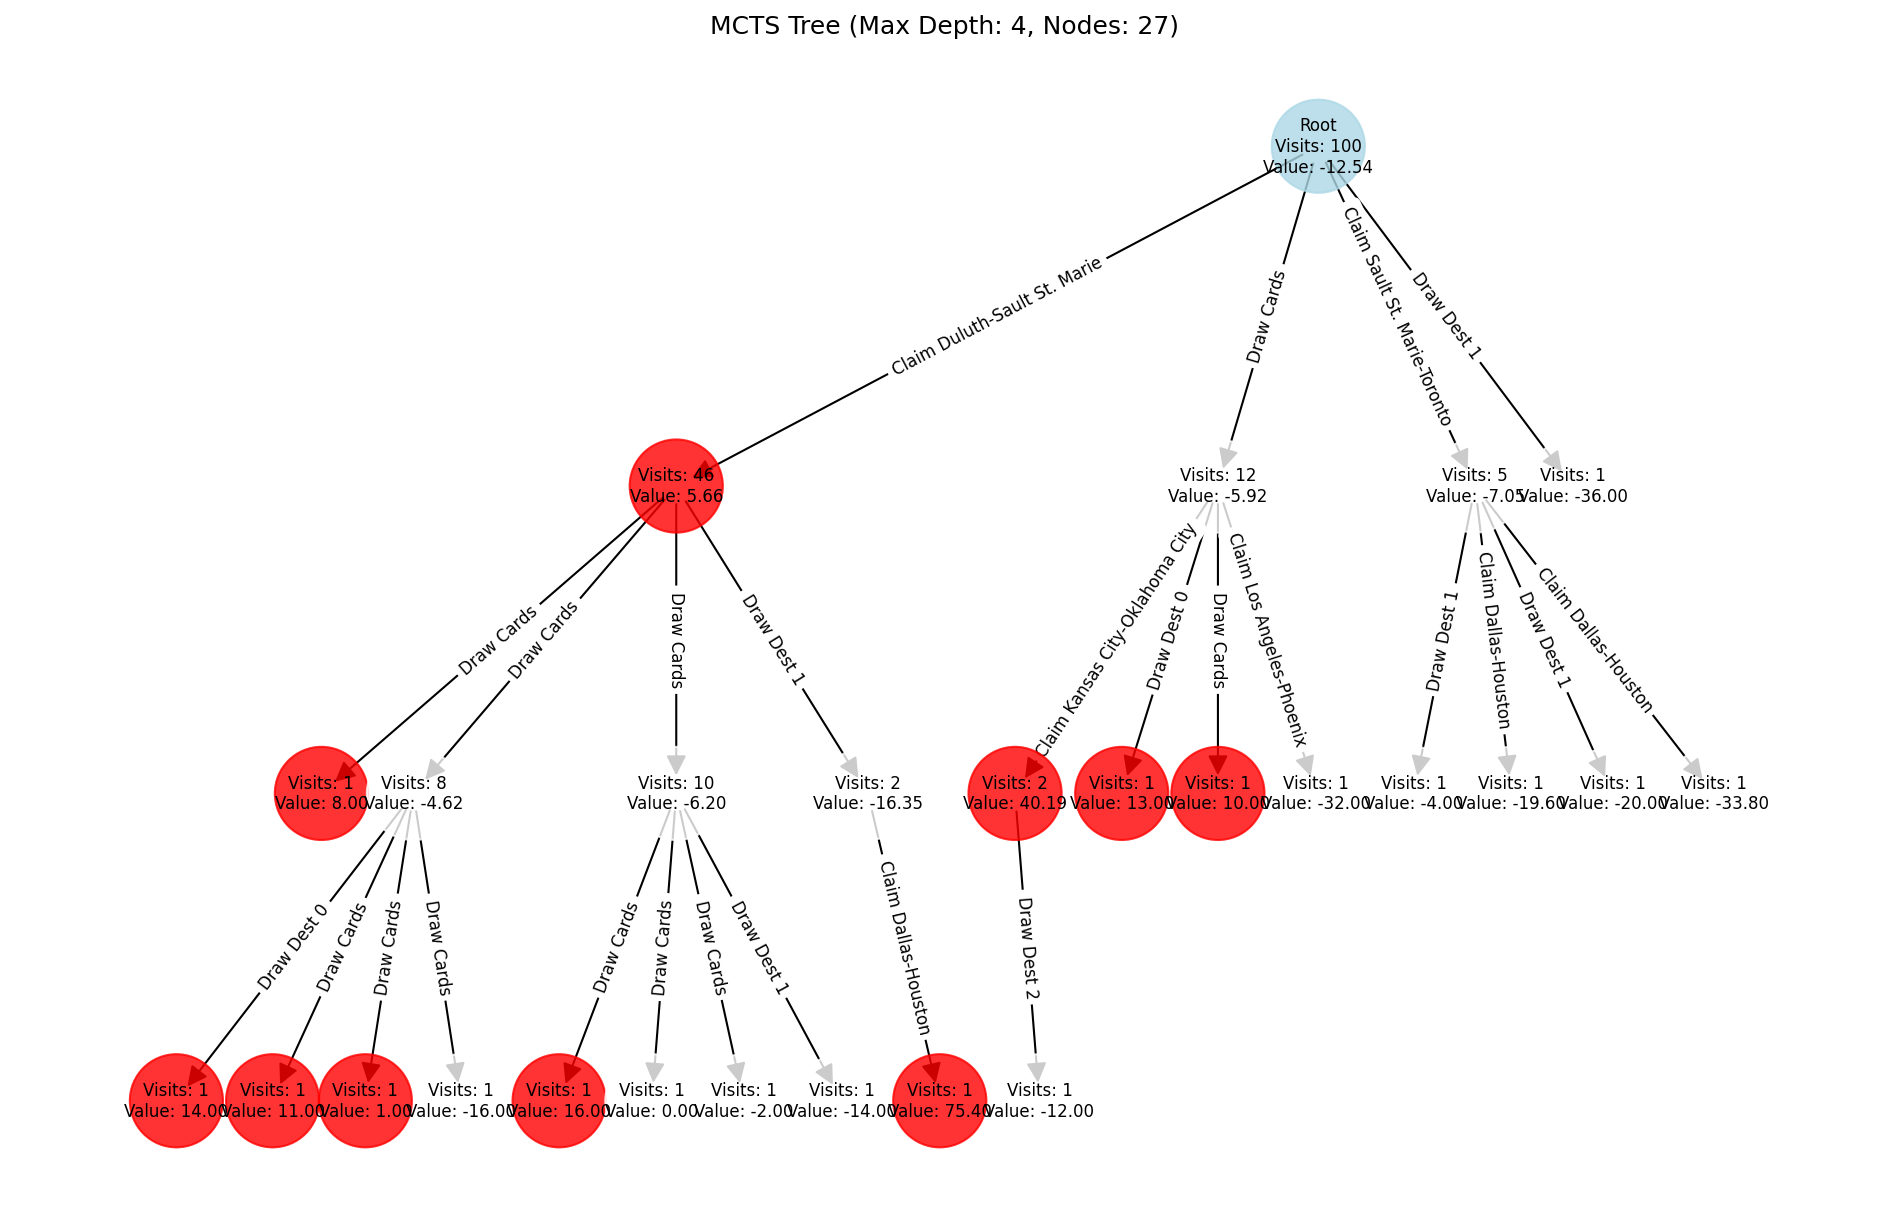 MCTS Tree (Max Depth: 4, Nodes: 27)
Root
Visits: 100
Value: -12.54
Claim Duluth-Sault St. Marie
Draw Cards
Claim Sault St. Marie-Toronto
Draw Dest 1
Visits: 46
Value: 5.66
Visits: 12
Value: -5.92
Visits: 5
Value: -7.05
Visits: 1
Value: -36.00
Draw Cards
Draw Cards
Draw Cards
Draw Dest 1
Claim Kansas City-Oklahoma City
Draw Dest 0
Draw Cards
Claim Los Angeles-Phoenix
Draw Dest 1
Claim Dallas-Houston
Draw Dest 1
Claim Dallas-Houston
Visits: 1
Value: 8.00
Visits: 8
Value: -4.62
Visits: 10
Value: -6.20
Visits: 2
Value: -16.35
Visits: 2
Value: 40.19
Visits: 1
Value: 13.00
Visits: 1
Value: 10.00
Visits: 1
Value: -32.00
Visits: 1
Value: -4.00
Visits: 1
Value: -19.60
Visits: 1
Value: -20.00
Visits: 1
Value: -33.80
Draw Dest 0
Draw Cards
Draw Cards
Draw Cards
Draw Cards
Draw Cards
Draw Cards
Draw Dest 1
Claim Dallas-Houston
Draw Dest 2
Visits: 1
Value: 14.00
Visits: 1
Value: 11.00
Visits: 1
Value: 1.00
Visits: 1
Value: -16.00
Visits: 1
Value: 16.00
Visits: 1
Value: 0.00
Visits: 1
Value: -2.00
Visits: 1
Value: -14.00
Visits: 1
Value: 75.40
Visits: 1
Value: -12.00